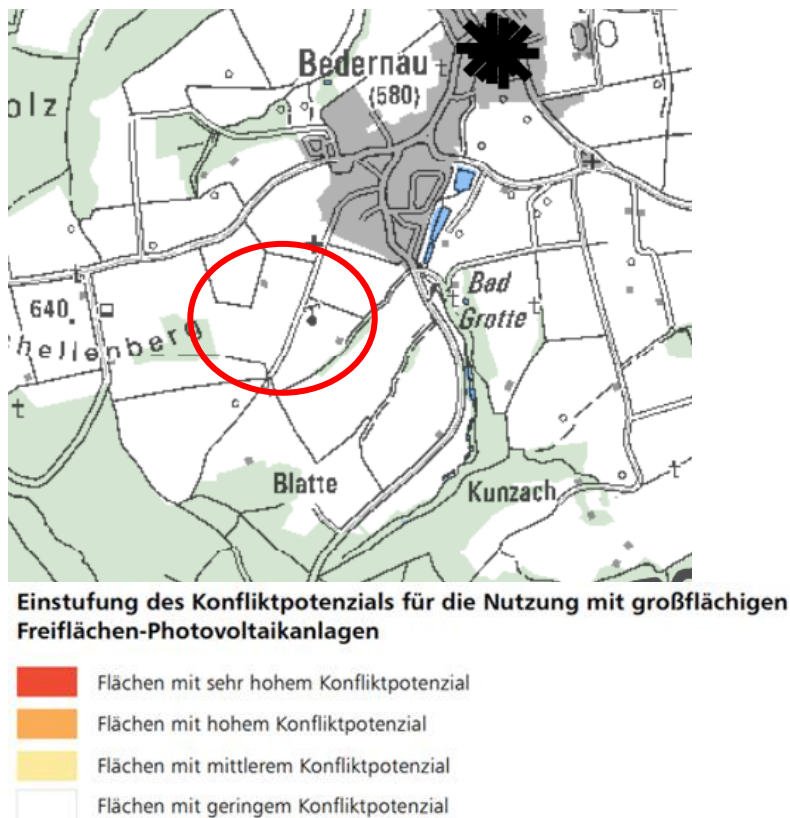 Bedernau
(580)
olz
640.
hellenberg
Bad
Grotte
Blatte
Kunzach
Einstufung des Konfliktpotenzials für die Nutzung mit großflächigen
Freiflächen-Photovoltaikanlagen
Flächen mit sehr hohem Konfliktpotenzial
Flächen mit hohem Konfliktpotenzial
Flächen mit mittlerem Konfliktpotenzial
Flächen mit geringem Konfliktpotenzial